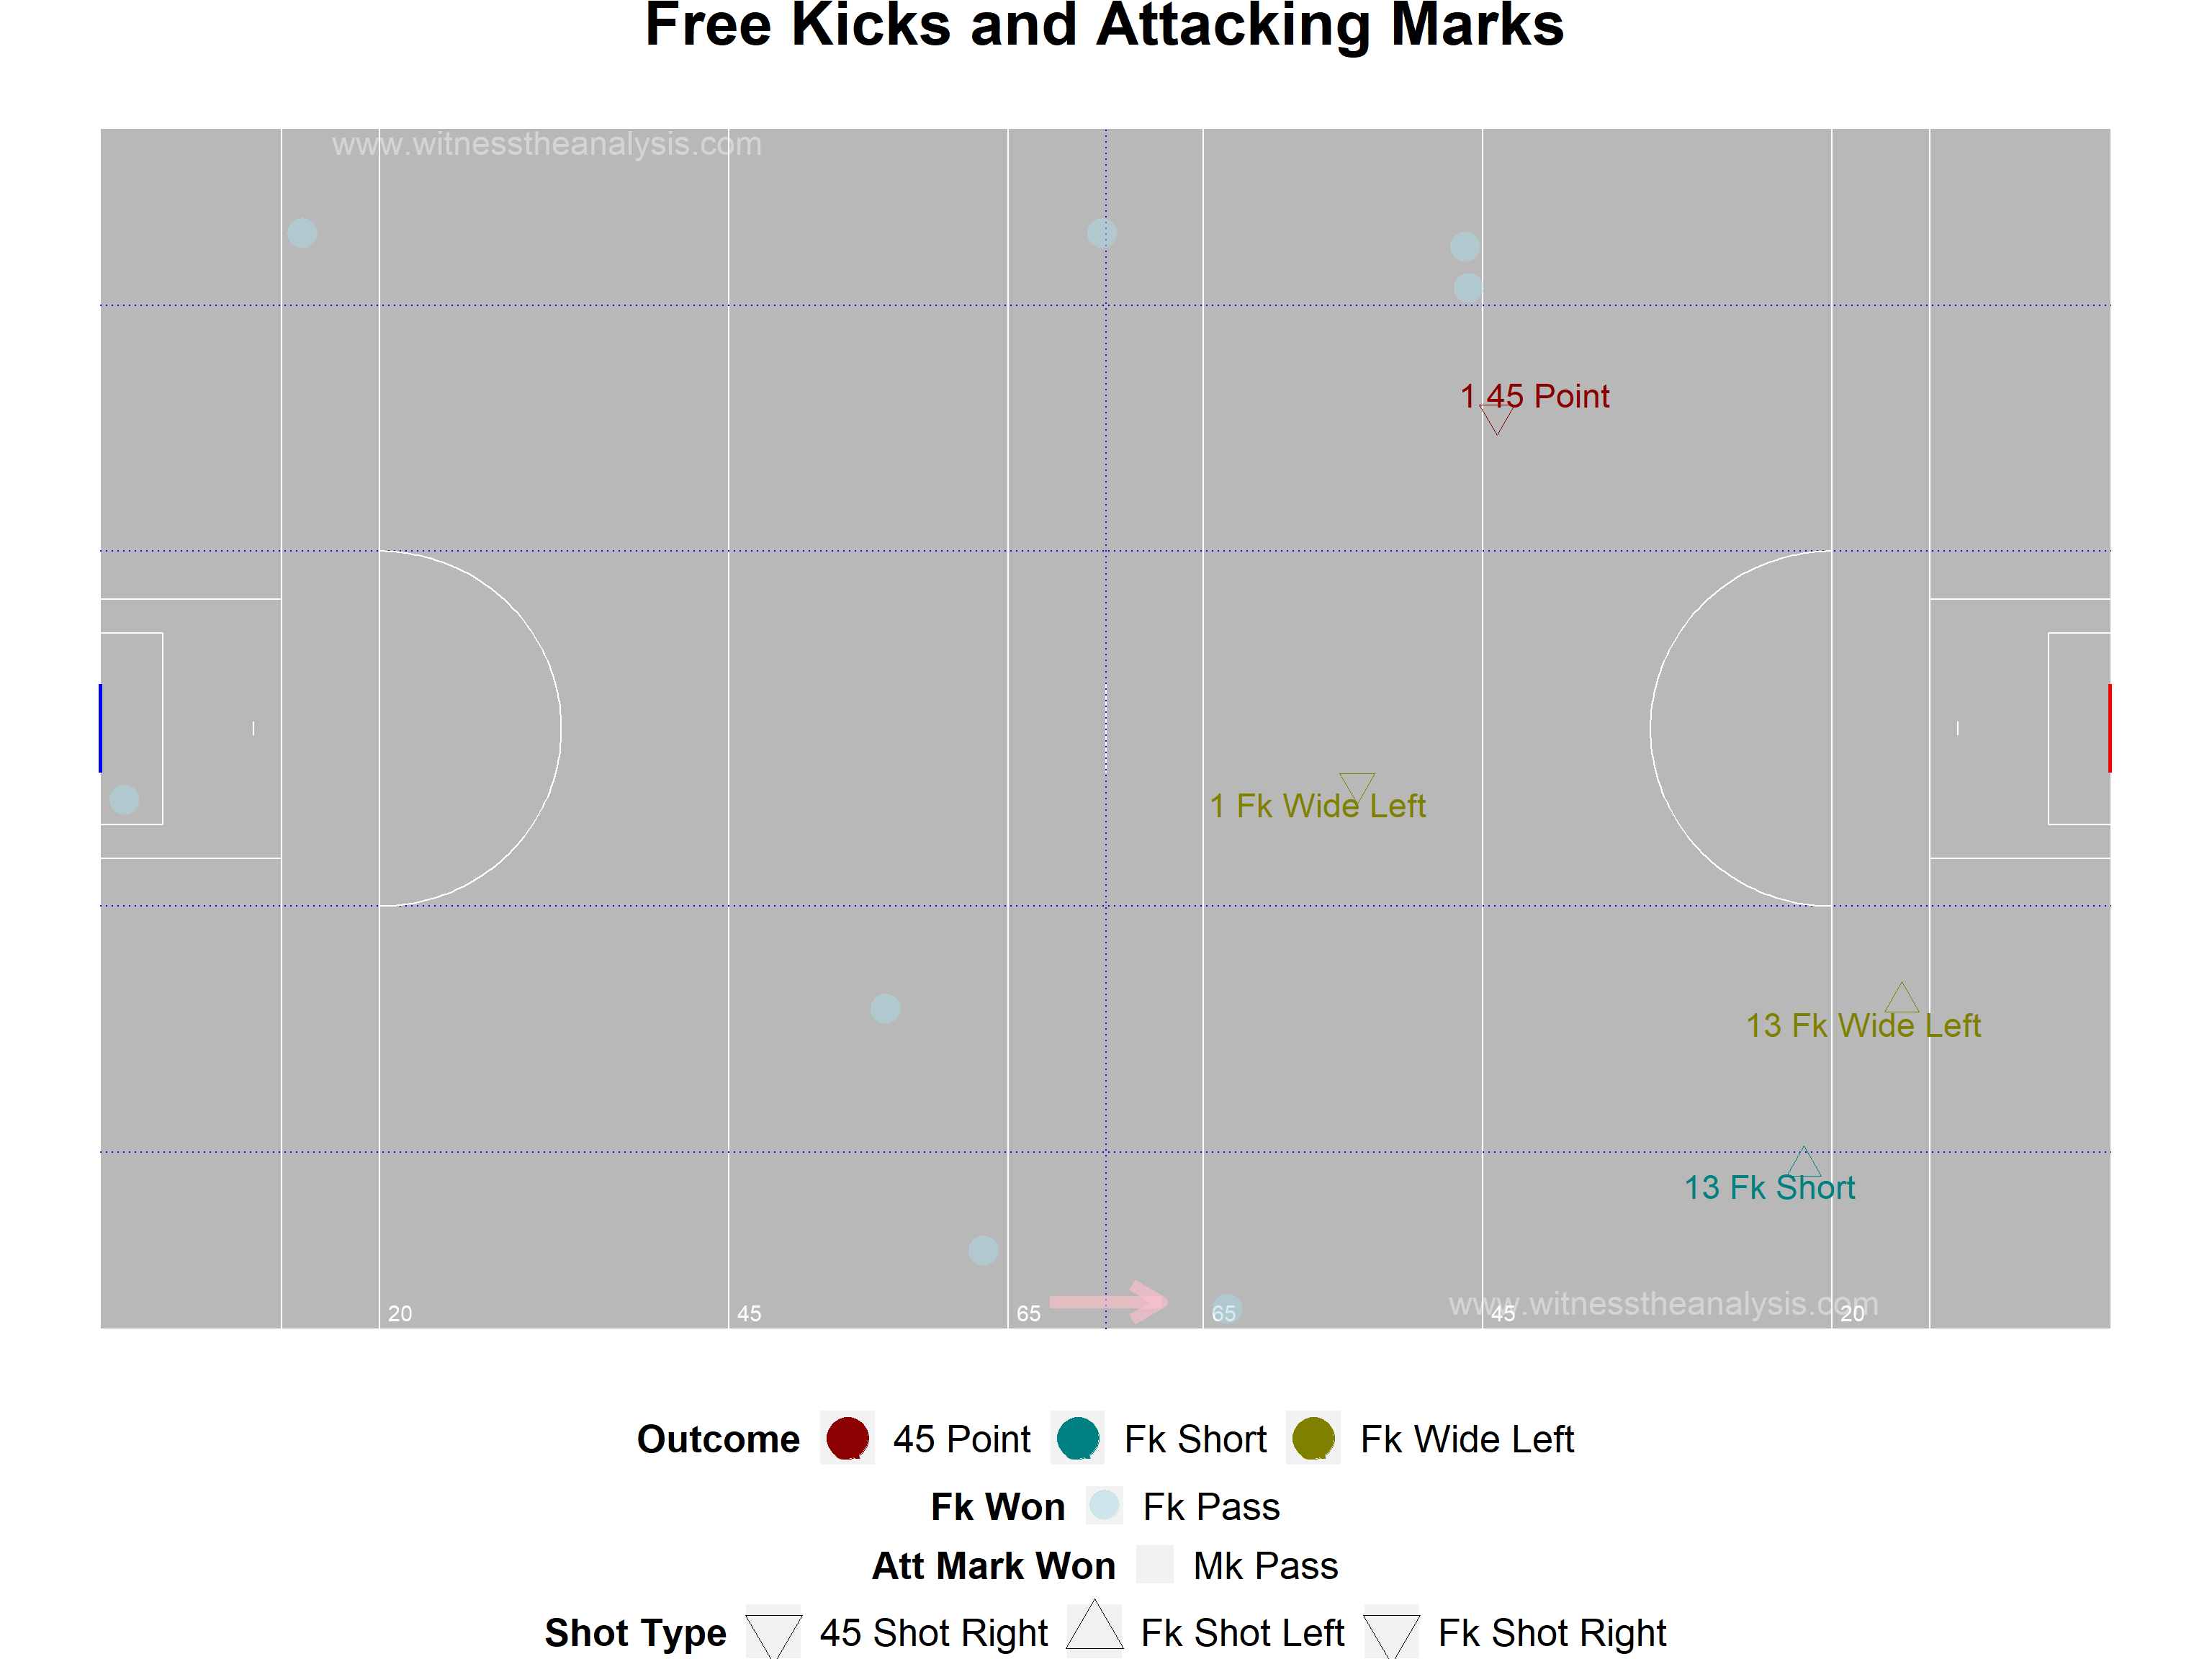 Free Kicks and Attacking Marks
www.witnesstheanalysis.com
1 45 Point
1 Fk Wide Left
13 Fk Wide Left
13 Fk Short
www.witnesstheanalysis.com
20 45 65 65 45 20
Outcome 45 Point Fk Short Fk Wide Left
Fk Won Fk Pass
Att Mark Won Mk Pass
Shot Type 45 Shot Right Fk Shot Left Fk Shot Right